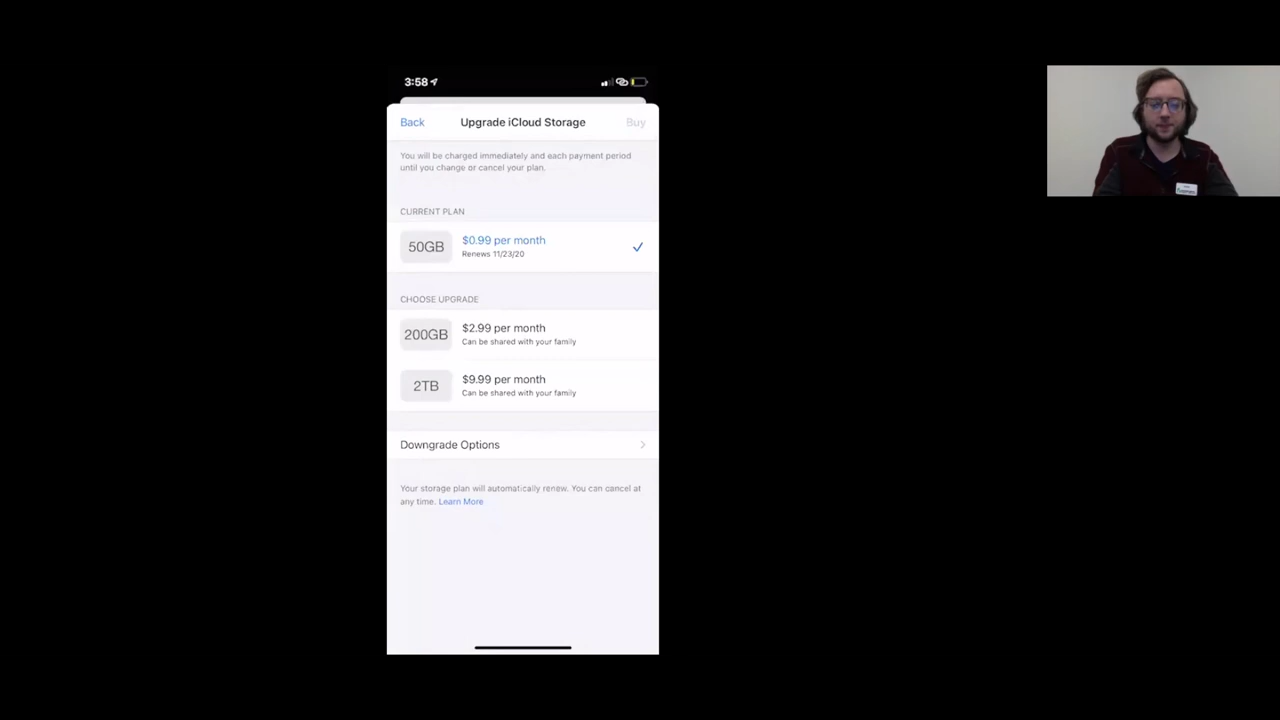 3:58
Back
Upgrade iCloud Storage
Buy
You will be charged immediately and each payment period
until you change or cancel your plan.
CURRENT PLAN
50GB
$0.99 per month
Renews 11/23/20
CHOOSE UPGRADE
200GB
$2.99 per month
Can be shared with your family
2TB
$9.99 per month
Can be shared with your family
Downgrade Options
Your storage plan will automatically renew. You can cancel at
any time. Learn More